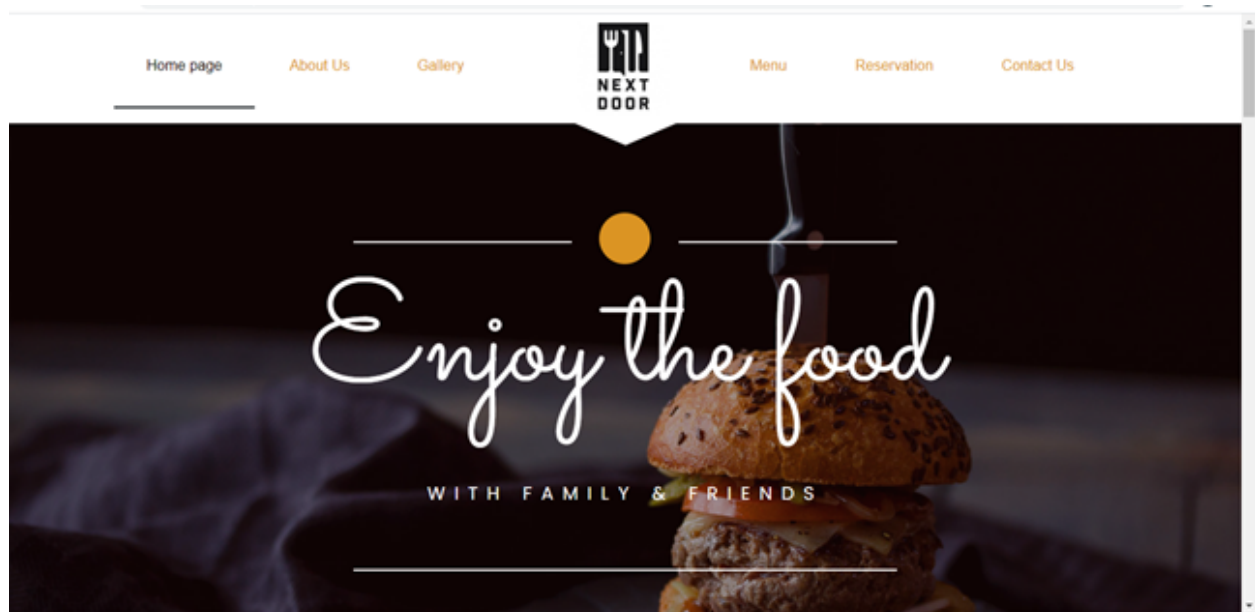 Home page
About Us
Gallery
NEXT
DOOR
Menu
Reservation
Contact Us
Enjoy the food
WITH FAMILY & FRIENDS